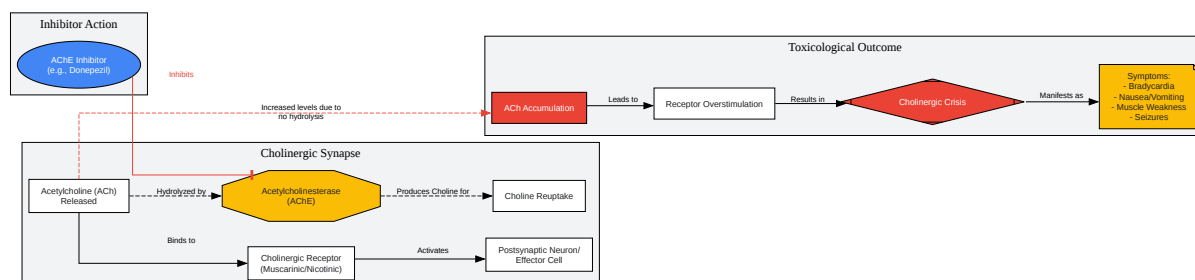 Inhibitor Action
AChE Inhibitor
(e.g., Donepezil)
Inhibits
Toxicological Outcome
Increased levels due to
no hydrolysis
ACh Accumulation
Leads to
Receptor Overstimulation
Results in
Cholinergic Crisis
Manifests as
Symptoms:
- Bradycardia
- Nausea/Vomiting
- Muscle Weakness
- Seizures
Cholinergic Synapse
Acetylcholine (ACh)
Released
Hydrolyzed by
Acetylcholinesterase
(AChE)
Produces Choline for
Choline Reuptake
Binds to
Cholinergic Receptor
(Muscarinic/Nicotinic)
Activates
Postsynaptic Neuron/
Effector Cell